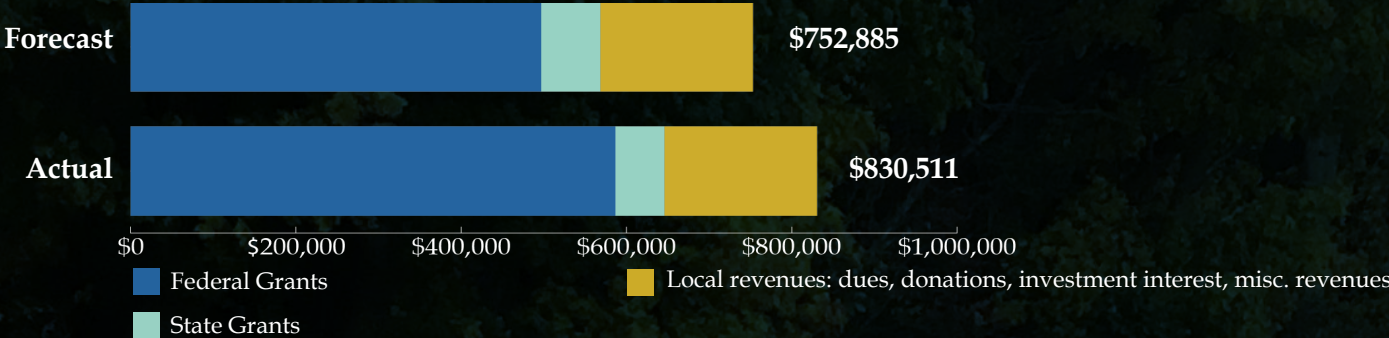 Forecast
$752,885
Actual
$830,511
$0 $200,000 $400,000 $600,000 $800,000 $1,000,000
Federal Grants
Local revenues: dues, donations, investment interest, misc. revenues
State Grants